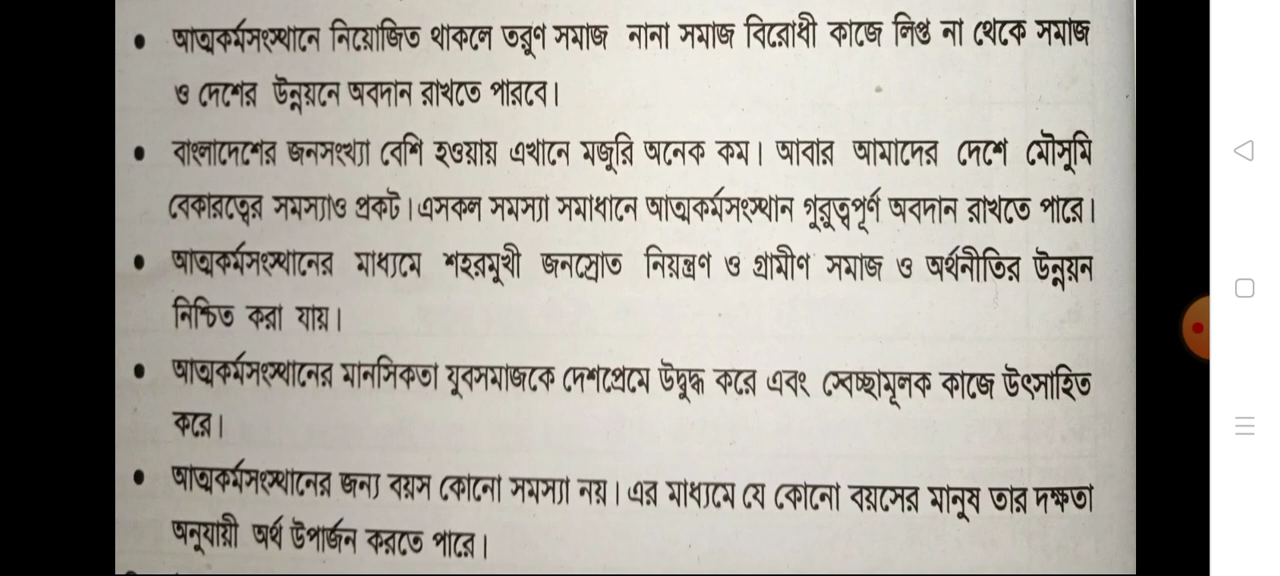 • আত্মকর্মসংস্থানে নিয়োজিত থাকলে তরুণ সমাজ নানা সমাজ বিরোধী কাজে লিপ্ত না থেকে সমাজ
ও দেশের উন্নয়নে অবদান রাখতে পারবে।
• বাংলাদেশের জনসংখ্যা বেশি হওয়ায় এখানে মজুরি অনেক কম। আবার আমাদের দেশে মৌসুমি
বেকারত্বের সমস্যাও প্রকট। এসকল সমস্যা সমাধানে আত্মকর্মসংস্থান গুরুত্বপূর্ণ অবদান রাখতে পারে।
• আত্মকর্মসংস্থানের মাধ্যমে শহরমুখী জনস্রোত নিয়ন্ত্রণ ও গ্রামীণ সমাজ ও অর্থনীতির উন্নয়ন
নিশ্চিত করা যায়।
• আত্মকর্মসংস্থানের মানসিকতা যুবসমাজকে দেশপ্রেমে উদ্বুদ্ধ করে এবং স্বেচ্ছামূলক কাজে উৎসাহিত
করে।
• আত্মকর্মসংস্থানের জন্য বয়স কোনো সমস্যা নয়। এর মাধ্যমে যে কোনো বয়সের মানুষ তার দক্ষতা
অনুযায়ী অর্থ উপার্জন করতে পারে।